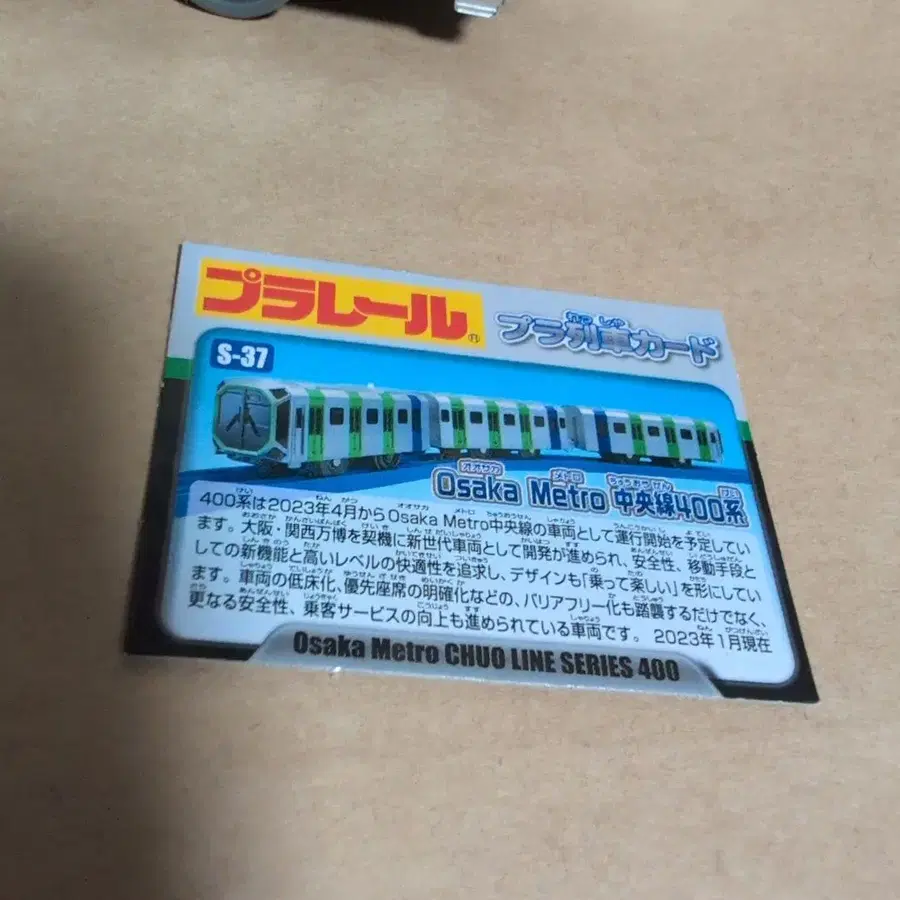 プラレール
プラ列車カード
S-37
Osaka Metro 中央線400系
400系は2023年4月からOsaka Metro中央線の車両として運行開始を予定してい
ます。大阪・関西万博を契機に新世代車両として開発が進められ、安全性、移動手段と
しての新機能と高いレベルの快適性を追求し、デザインも「乗って楽しい」を形にしてい
ます。車両の低床化、優先座席の明確化などの、バリアフリー化も踏襲するだけでなく、
更なる安全性、乗客サービスの向上も進められている車両です。 2023年1月現在
Osaka Metro CHUO LINE SERIES 400